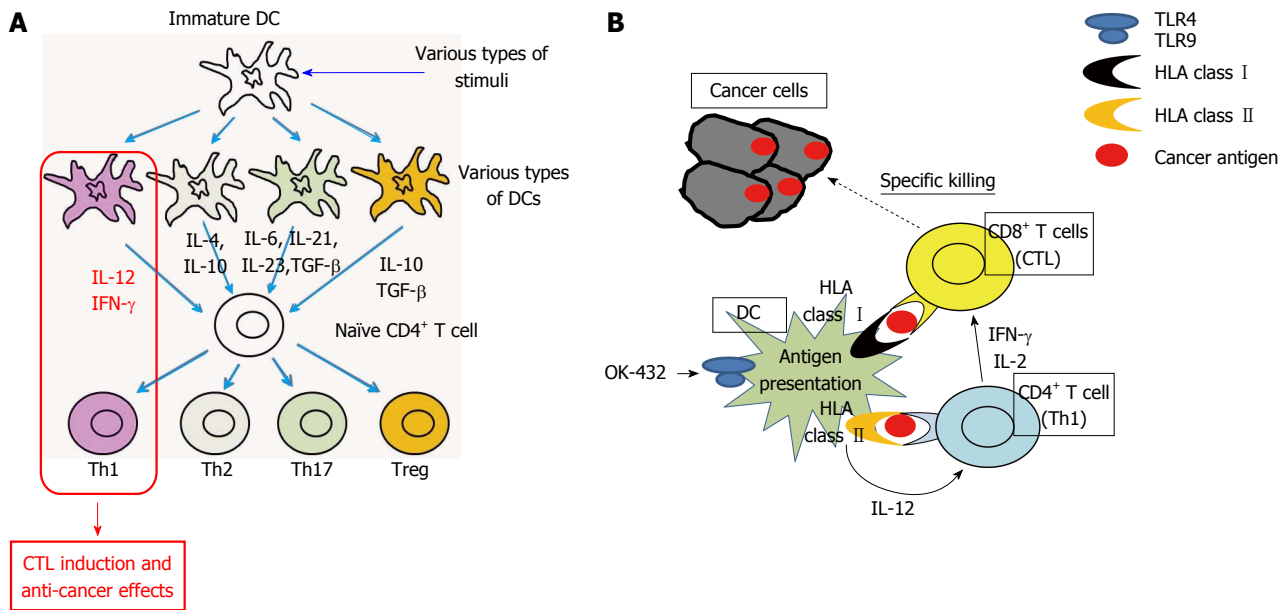 A
Immature DC
Various types of
stimuli
Various types
of DCs
IL-4,
IL-10
IL-6, IL-21,
IL-23,TGF-β
IL-10
TGF-β
IL-12
IFN-γ
Naïve CD4⁺ T cell
Th1
Th2
Th17
Treg
CTL induction and
anti-cancer effects
B
TLR4
TLR9
HLA class Ⅰ
HLA class Ⅱ
Cancer antigen
Cancer cells
Specific killing
CD8⁺ T cells
(CTL)
HLA
class Ⅰ
DC
IFN-γ
IL-2
OK-432
Antigen
presentation
HLA
class Ⅱ
CD4⁺ T cell
(Th1)
IL-12